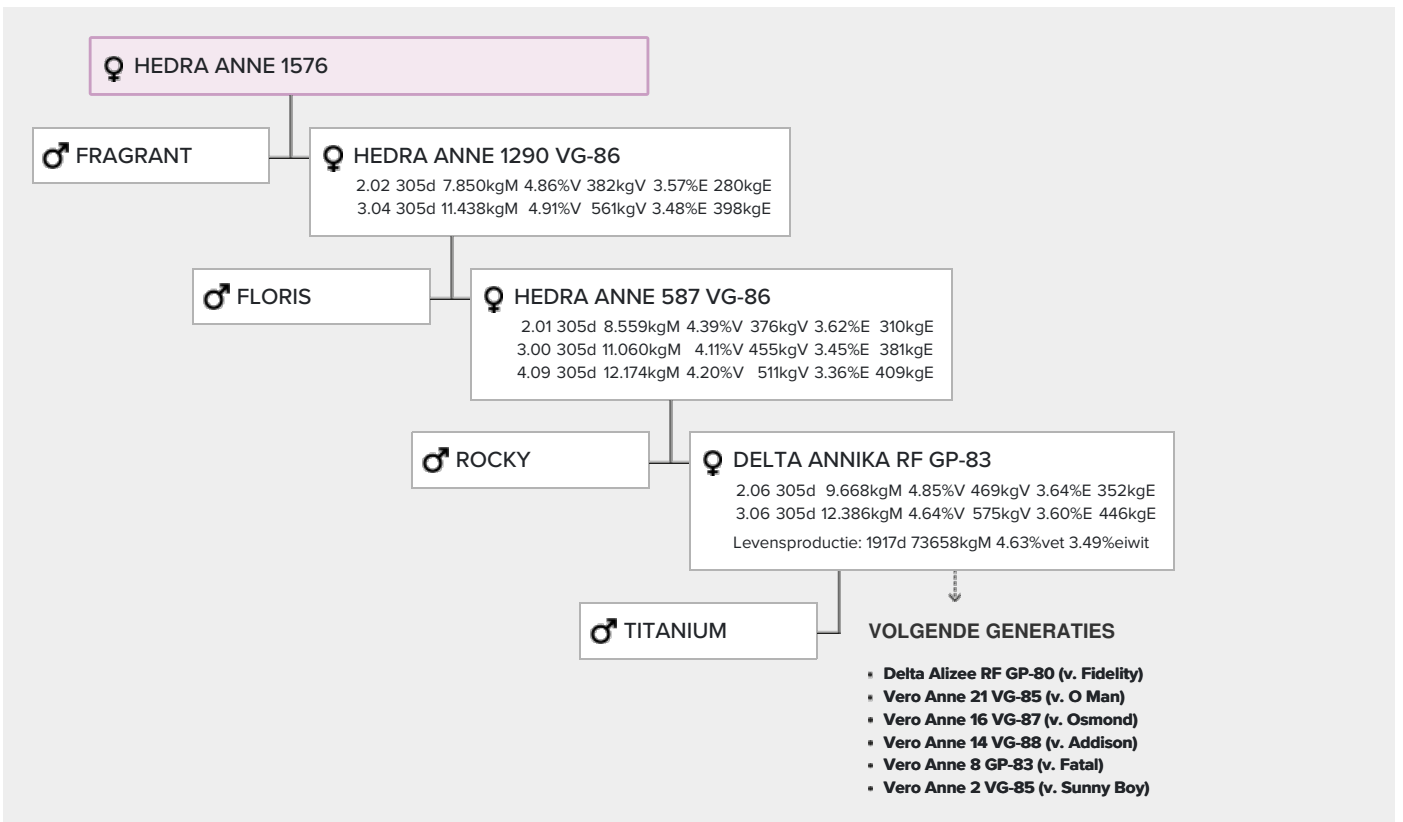 HEDRA ANNE 1576
FRAGRANT
HEDRA ANNE 1290 VG-86
2.02 305d 7.850kgM 4.86%V 382kgV 3.57%E 280kgE
3.04 305d 11.438kgM 4.91%V 561kgV 3.48%E 398kgE
FLORIS
HEDRA ANNE 587 VG-86
2.01 305d 8.559kgM 4.39%V 376kgV 3.62%E 310kgE
3.00 305d 11.060kgM 4.11%V 455kgV 3.45%E 381kgE
4.09 305d 12.174kgM 4.20%V 511kgV 3.36%E 409kgE
ROCKY
DELTA ANNIKA RF GP-83
2.06 305d 9.668kgM 4.85%V 469kgV 3.64%E 352kgE
3.06 305d 12.386kgM 4.64%V 575kgV 3.60%E 446kgE
Levensproductie: 1917d 73658kgM 4.63%vet 3.49%eiwit
TITANIUM
VOLGENDE GENERATIES
Delta Alizee RF GP-80 (v. Fidelity)
Vero Anne 21 VG-85 (v. O Man)
Vero Anne 16 VG-87 (v. Osmond)
Vero Anne 14 VG-88 (v. Addison)
Vero Anne 8 GP-83 (v. Fatal)
Vero Anne 2 VG-85 (v. Sunny Boy)